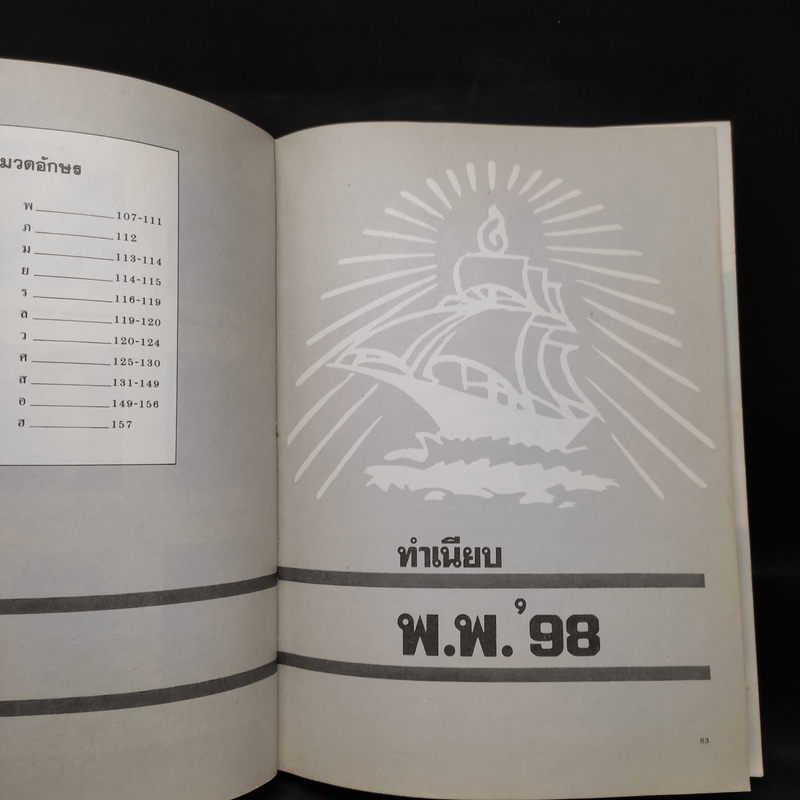 มวดอักษร
พ 107-111
ภ 112
ม 113-114
ย 114-115
ร 116-119
ล 119-120
ว 120-124
ศ 125-130
ส 131-149
อ 149-156
ฮ 157
ทำเนียบ
พ.พ.'98
63